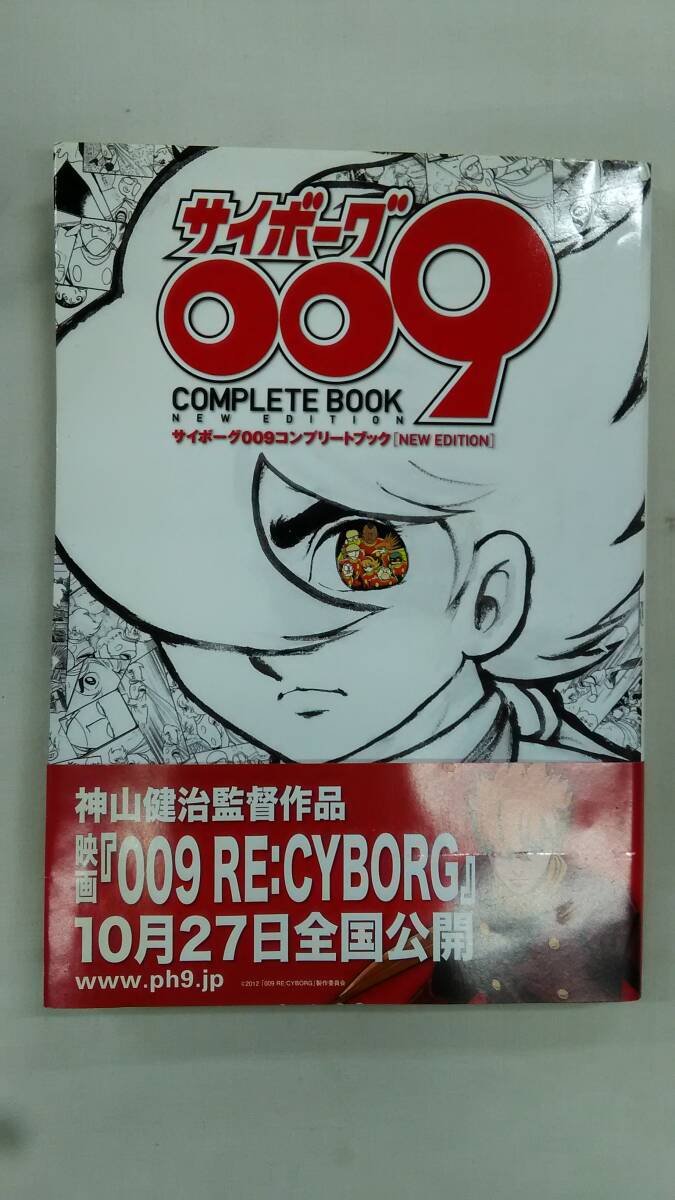 サイボーグ
009
COMPLETE BOOK
NEW EDITION
サイボーグ009コンプリートブック[NEW EDITION]
神山健治監督作品
映画『009 RE:CYBORG』
10月27日全国公開
www.ph9.jp
©2012「009 RE:CYBORG」製作委員会